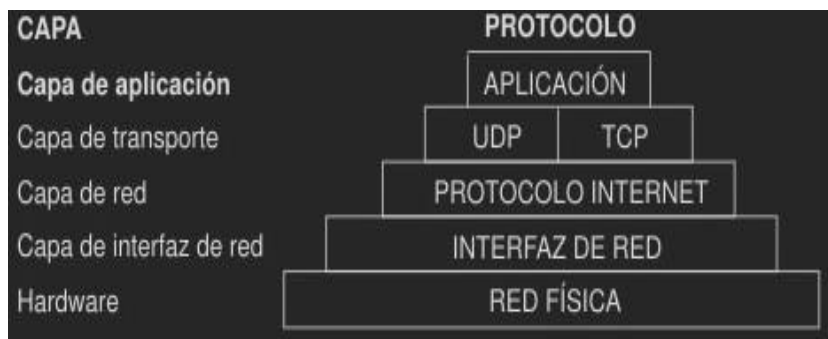 CAPA PROTOCOLO
Capa de aplicación APLICACIÓN
Capa de transporte UDP TCP
Capa de red PROTOCOLO INTERNET
Capa de interfaz de red INTERFAZ DE RED
Hardware RED FÍSICA